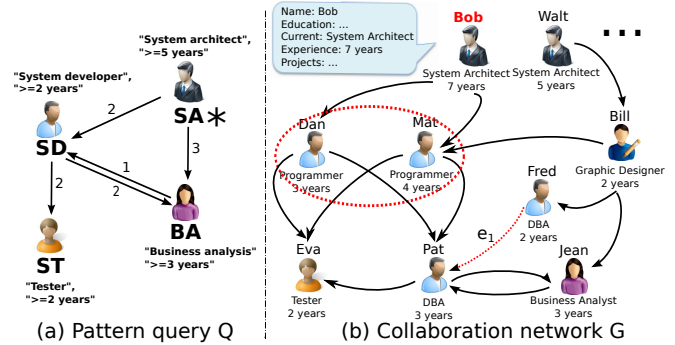 "System architect",
">=5 years"
"System developer",
">=2 years"
2
SA*
SD
3
1
2
2
BA
ST
"Business analysis"
">=3 years"
"Tester",
">=2 years"
(a) Pattern query Q
Name: Bob
Education: ...
Current: System Architect
Experience: 7 years
Projects: ...
Bob
Walt
...
System Architect
7 years
System Architect
5 years
Dan
Mat
Bill
Programmer
3 years
Programmer
4 years
Graphic Designer
2 years
Fred
DBA
2 years
e1
Eva
Pat
Jean
Tester
2 years
DBA
3 years
Business Analyst
3 years
(b) Collaboration network G